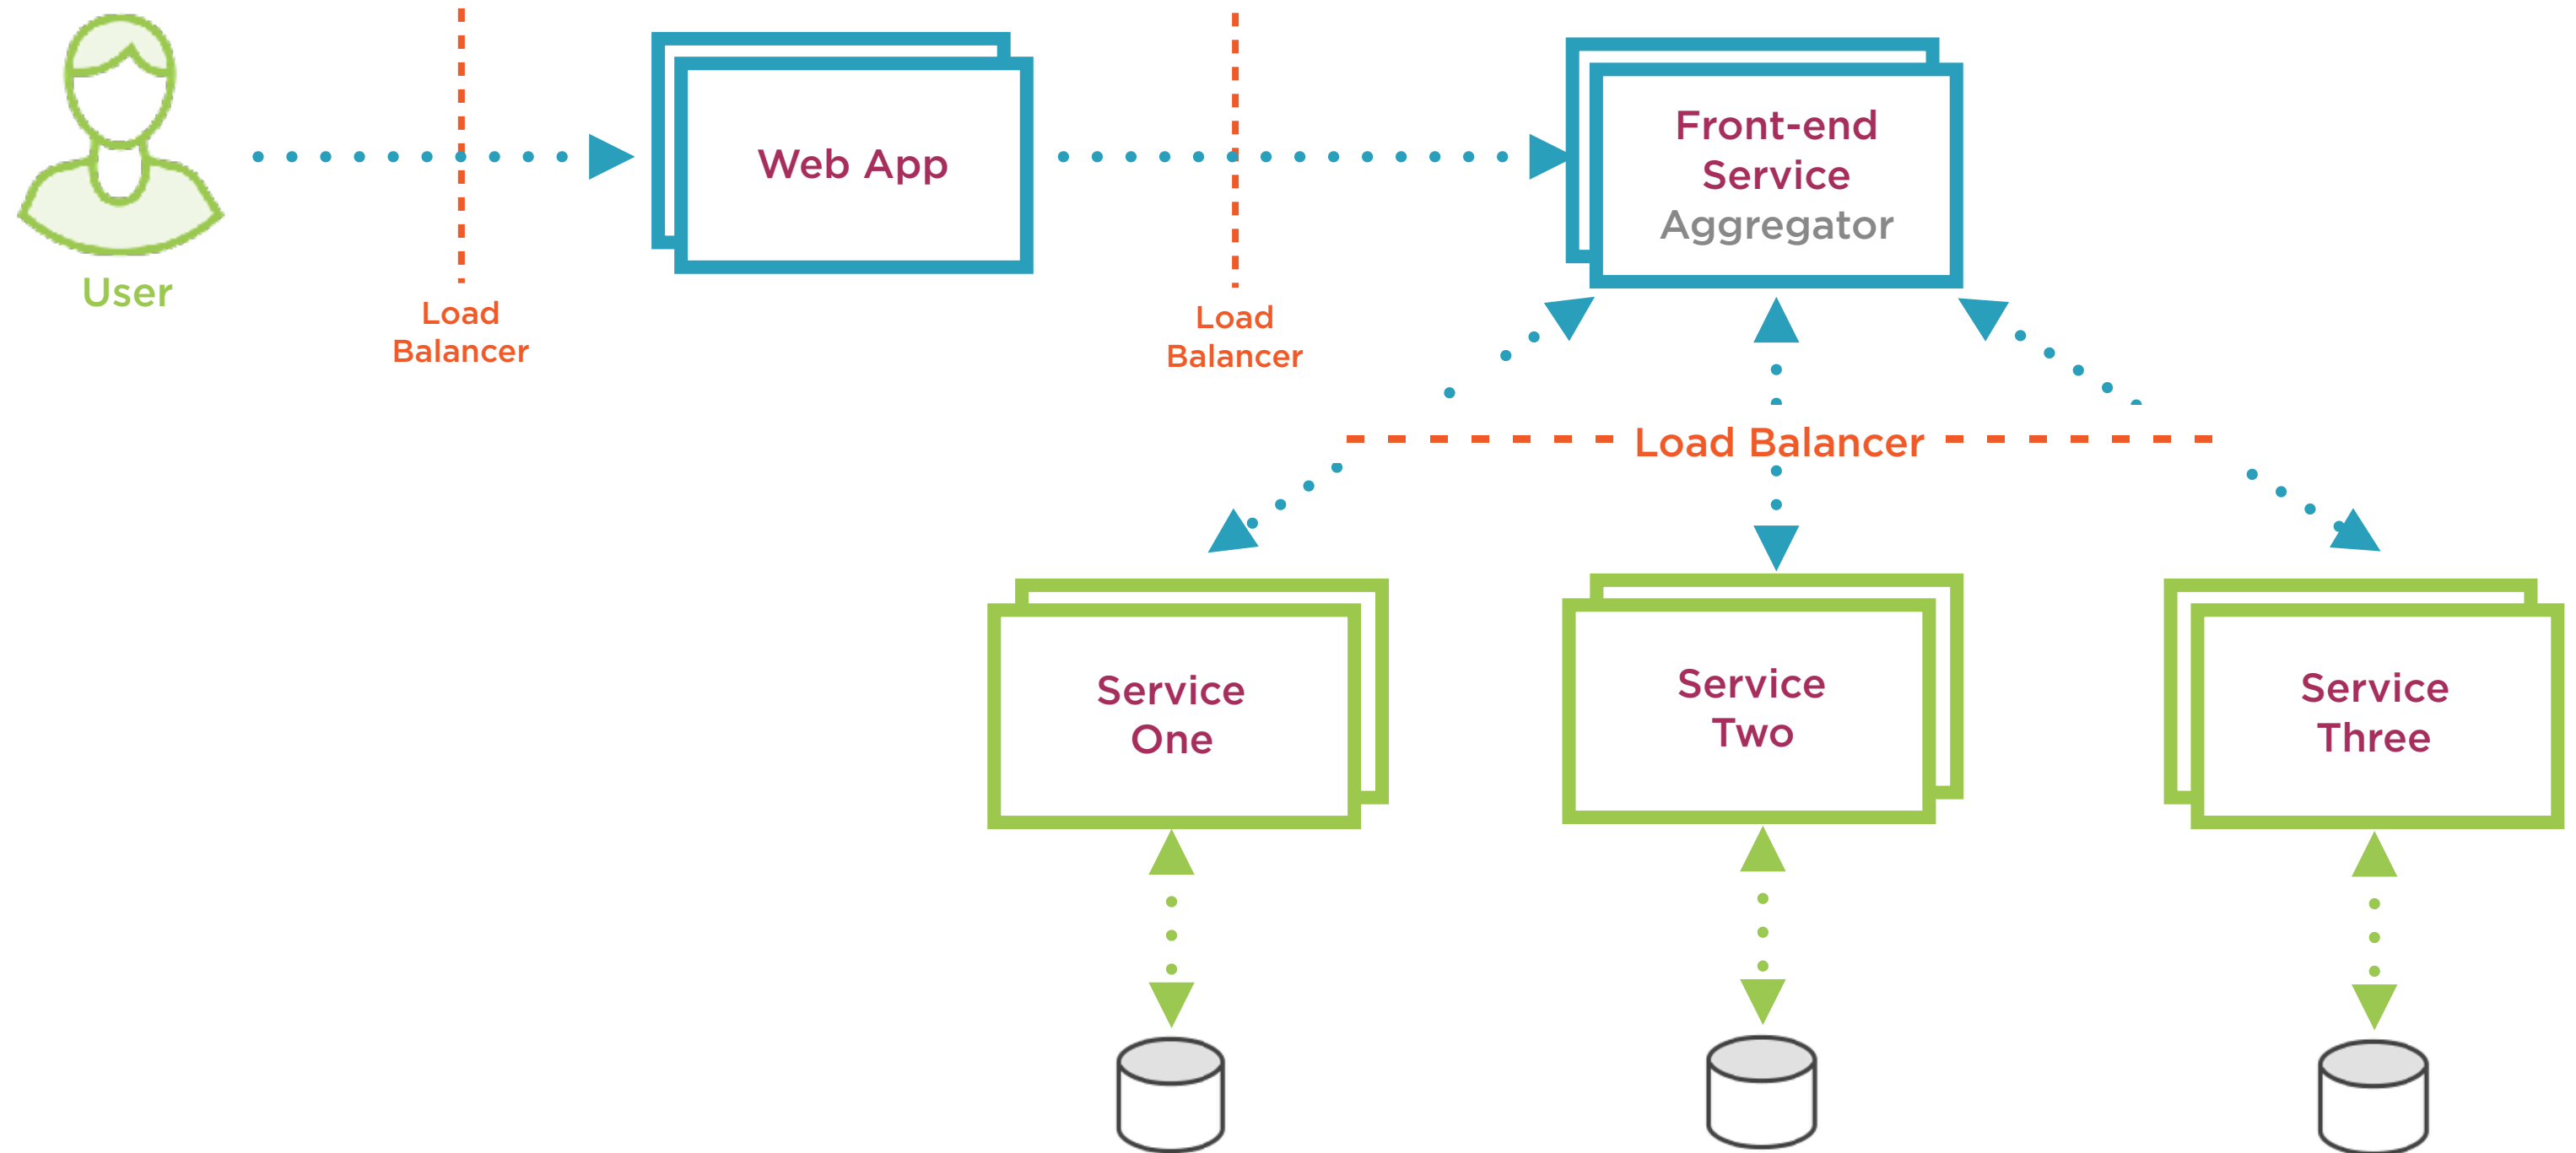 User
Load
Balancer
Web App
Load
Balancer
Front-end
Service
Aggregator
Load Balancer
Service
One
Service
Two
Service
Three